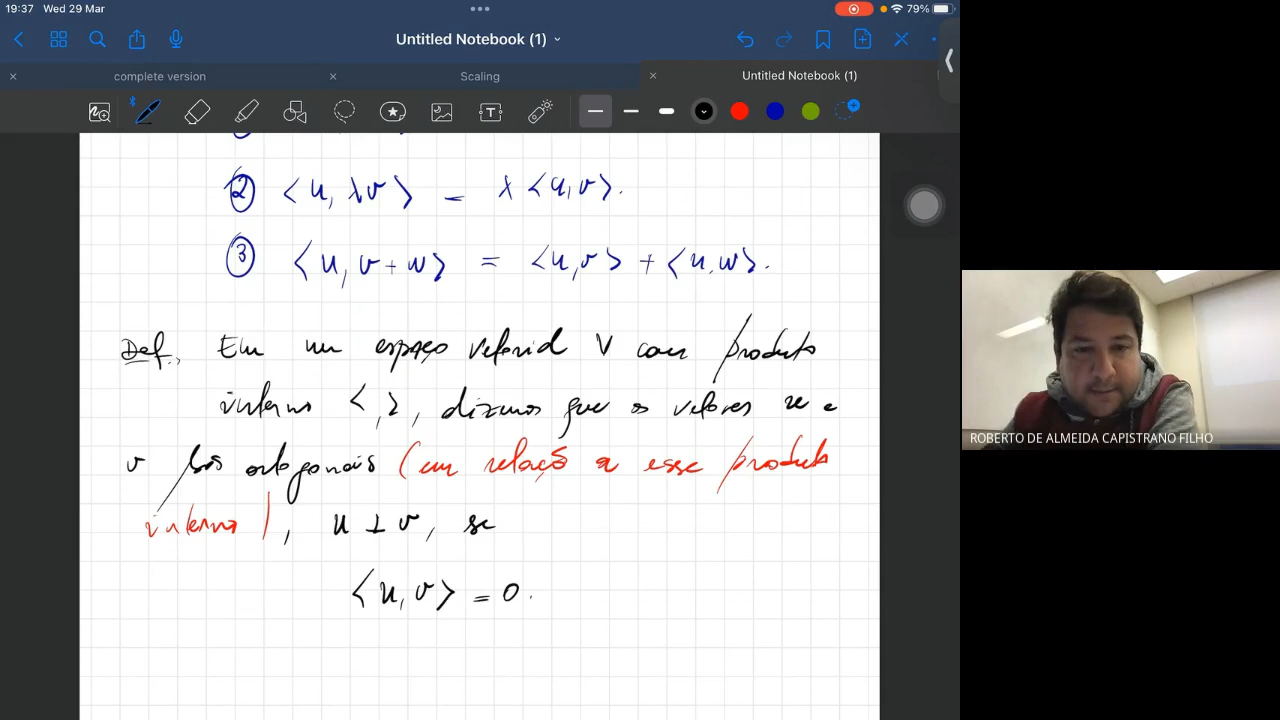 19:37 Wed 29 Mar
79%
Untitled Notebook (1)
complete version
Scaling
Untitled Notebook (1)
② ⟨u, λv⟩ = λ⟨u,v⟩.
③ ⟨u, v+w⟩ = ⟨u,v⟩ + ⟨u,w⟩.
Def.: Em um espaço vetorial V com produto
interno ⟨,⟩, dizemos que os vetores u e
v são ortogonais (em relação a esse produto
interno), u ⊥ v, se
⟨u,v⟩ = 0.
ROBERTO DE ALMEIDA CAPISTRANO FILHO